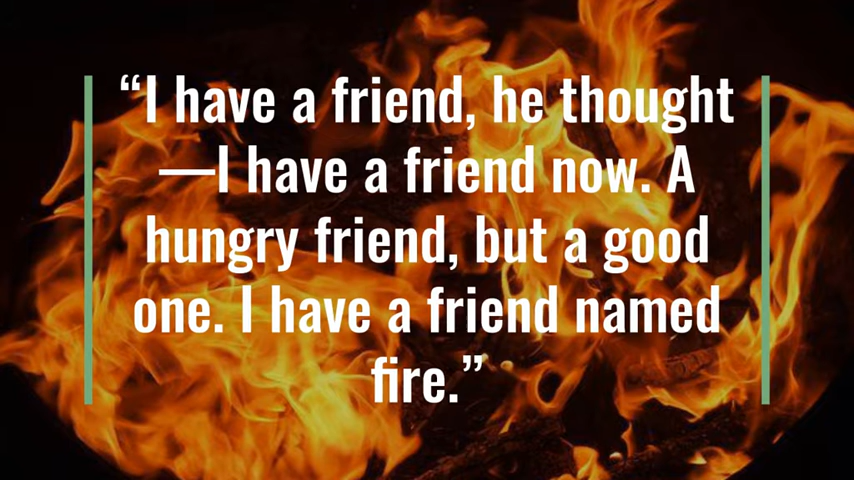 “I have a friend, he thought
—I have a friend now. A
hungry friend, but a good
one. I have a friend named
fire.”